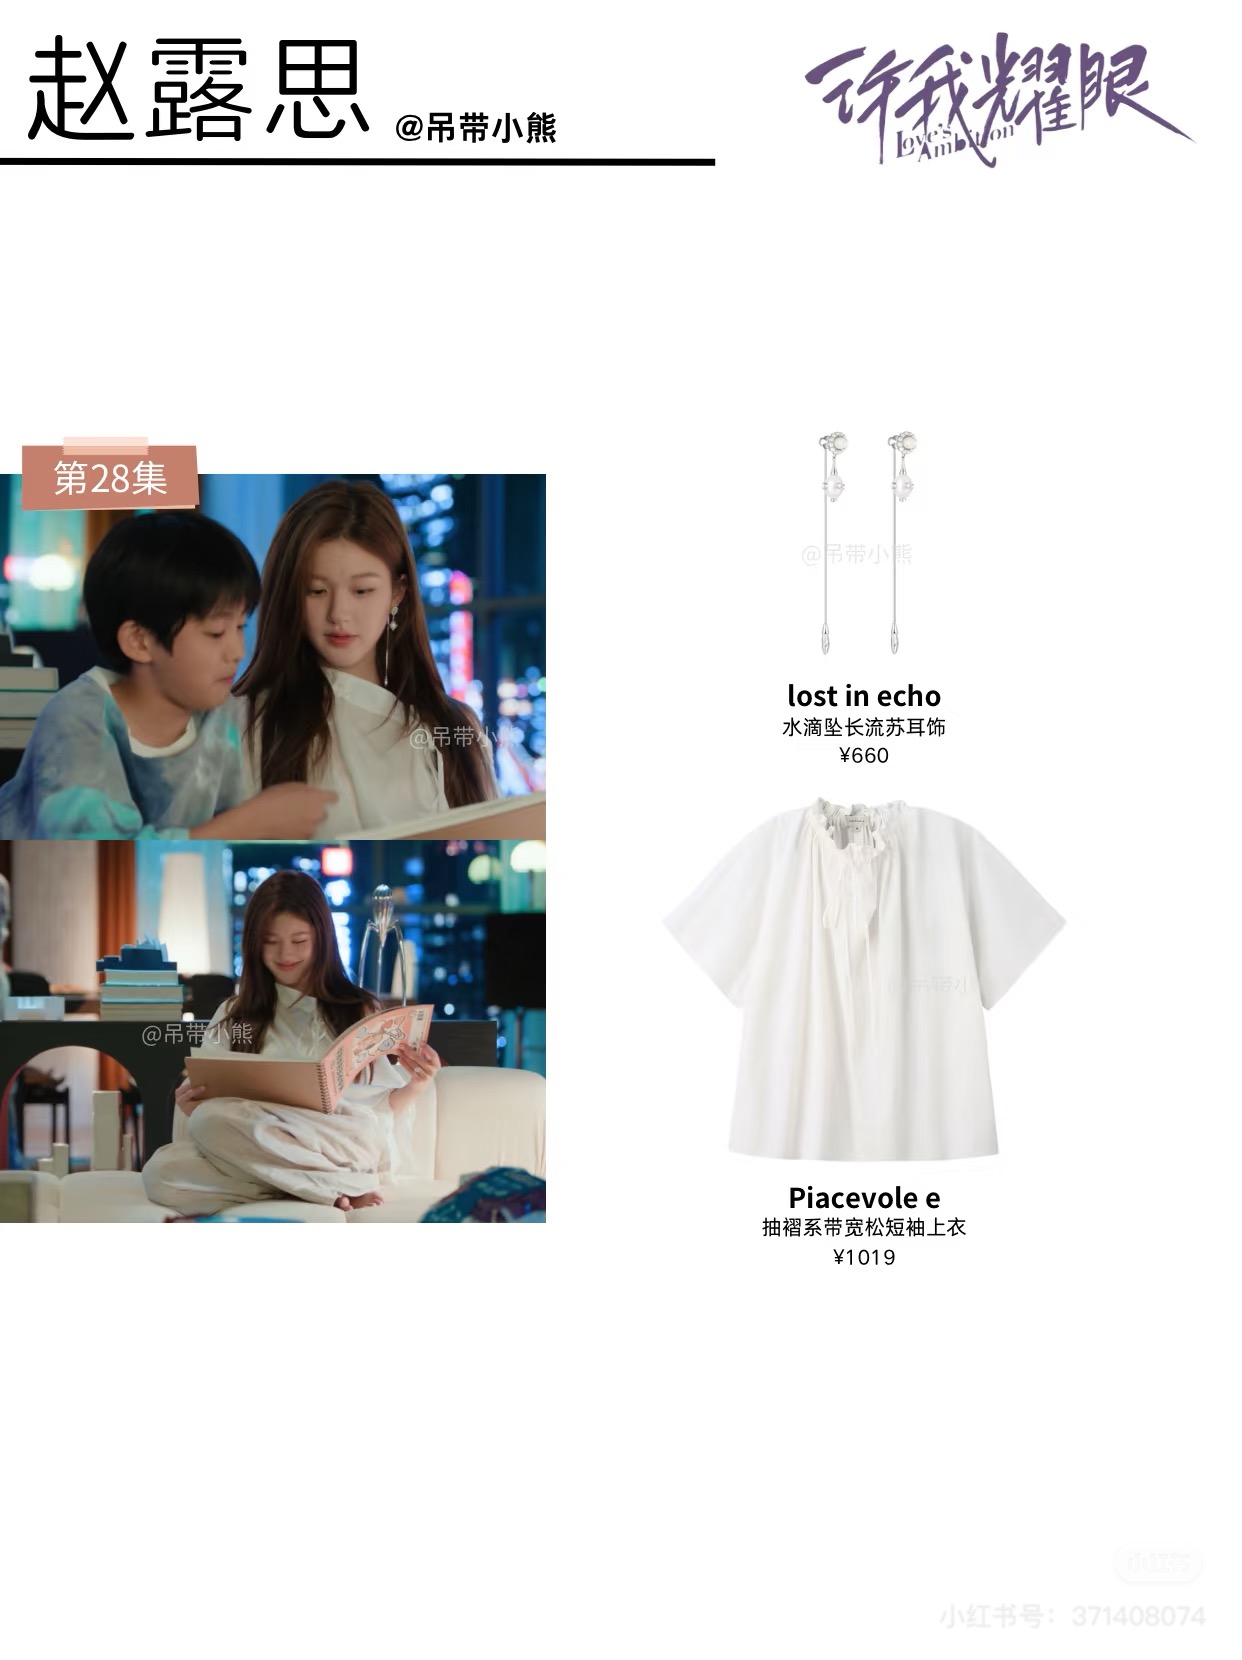 赵露思 @吊带小熊
许我耀眼
Love's
Ambition
第28集
@吊带小熊
lost in echo
水滴坠长流苏耳饰
¥660
@吊带小
@吊带小熊
Piacevole e
抽褶系带宽松短袖上衣
¥1019
小红书
小红书号：371408074